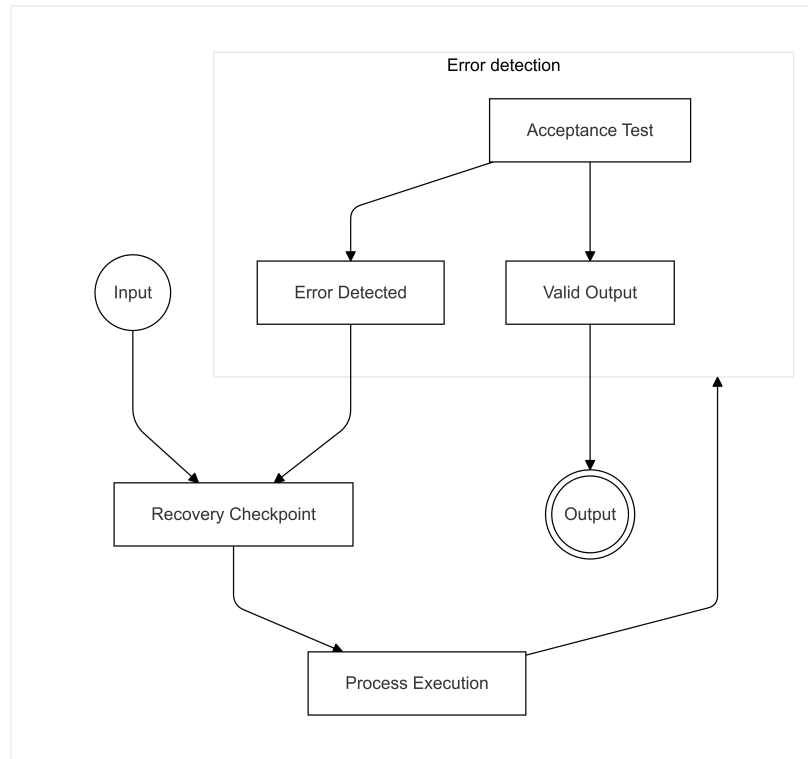 Error detection
Acceptance Test
Error Detected
Valid Output
Input
Recovery Checkpoint
Output
Process Execution